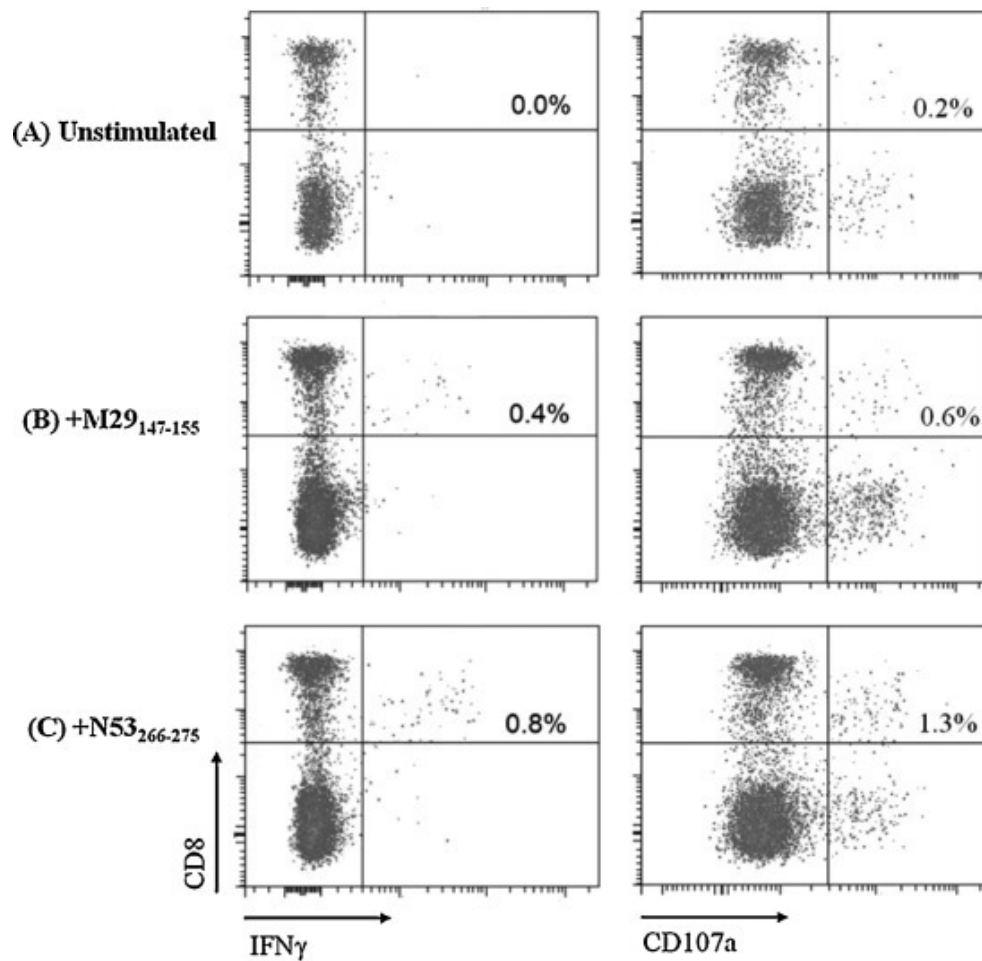 (A) Unstimulated
0.0%
0.2%
(B) +M29147-155
0.4%
0.6%
(C) +N53266-275
0.8%
1.3%
CD8
IFNγ
CD107a